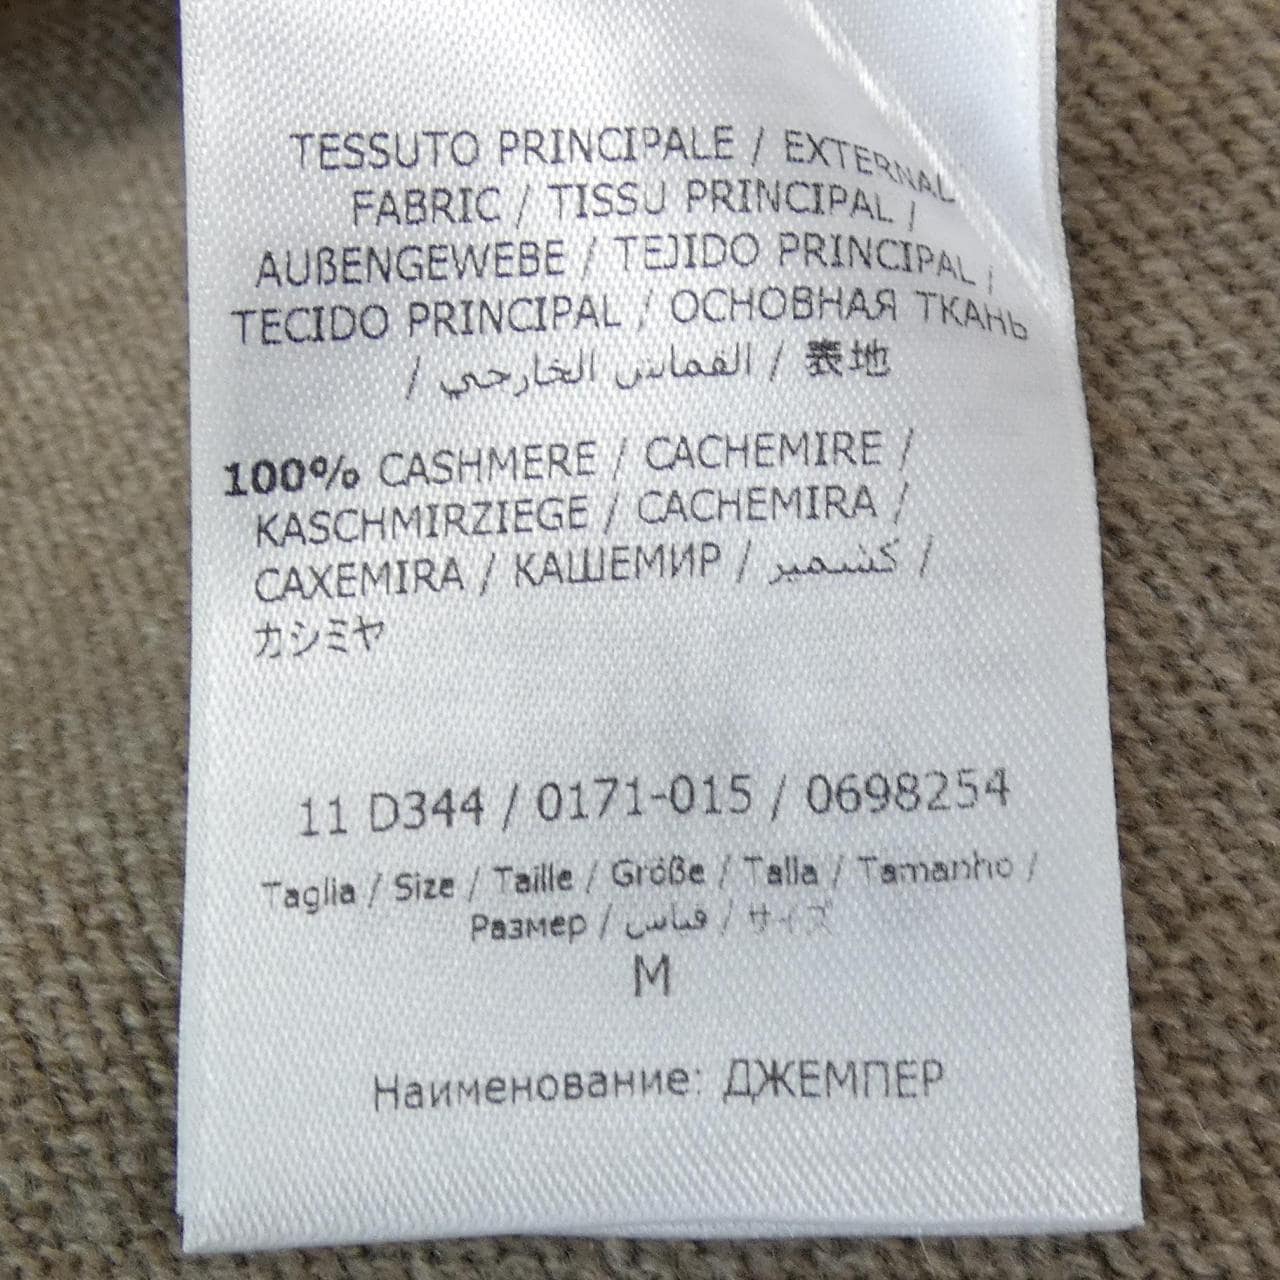 TESSUTO PRINCIPALE / EXTERNAL
FABRIC / TISSU PRINCIPAL /
AUßENGEWEBE / TEJIDO PRINCIPAL /
TECIDO PRINCIPAL / ОСНОВНАЯ ТКАНЬ
/ القماش الخارجي / 表地
100% CASHMERE / CACHEMIRE /
KASCHMIRZIEGE / CACHEMIRA /
CAXEMIRA / КАШЕМИР / كشمير /
カシミヤ
11 D344 / 0171-015 / 0698254
Taglia / Size / Taille / Größe / Talla / Tamanho /
Размер / قياس / サイズ
M
Наименование: ДЖЕМПЕР